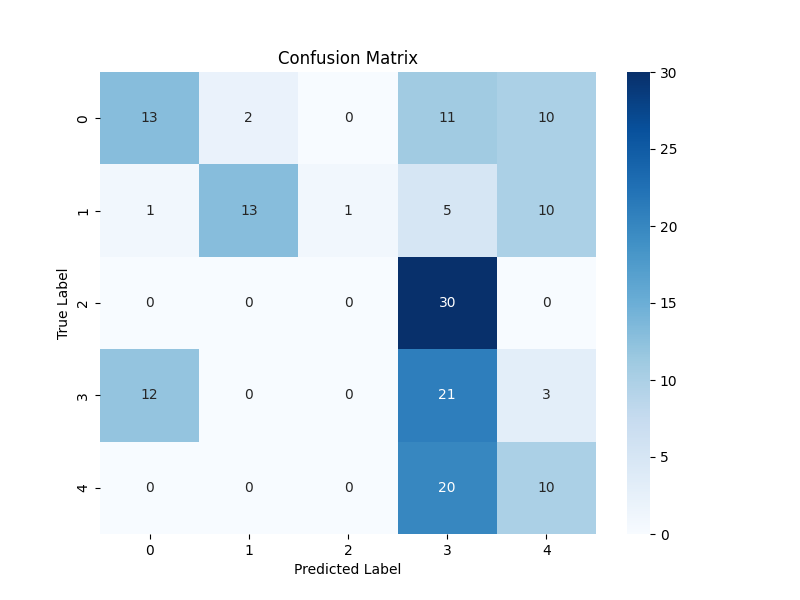 Confusion Matrix
True Label
0 13 2 0 11 10
1 1 13 1 5 10
2 0 0 0 30 0
3 12 0 0 21 3
4 0 0 0 20 10
0 1 2 3 4
Predicted Label
30
25
20
15
10
5
0